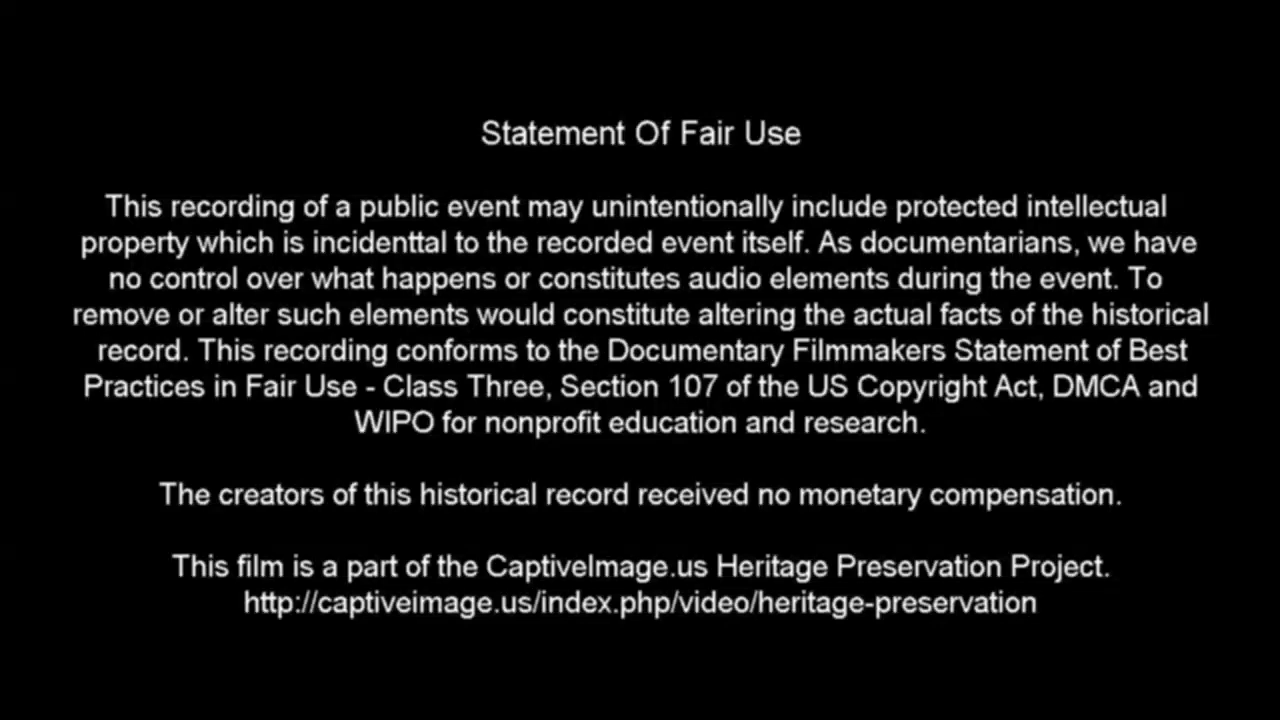 Statement Of Fair Use
This recording of a public event may unintentionally include protected intellectual
property which is incidenttal to the recorded event itself. As documentarians, we have
no control over what happens or constitutes audio elements during the event. To
remove or alter such elements would constitute altering the actual facts of the historical
record. This recording conforms to the Documentary Filmmakers Statement of Best
Practices in Fair Use - Class Three, Section 107 of the US Copyright Act, DMCA and
WIPO for nonprofit education and research.
The creators of this historical record received no monetary compensation.
This film is a part of the CaptiveImage.us Heritage Preservation Project.
http://captiveimage.us/index.php/video/heritage-preservation